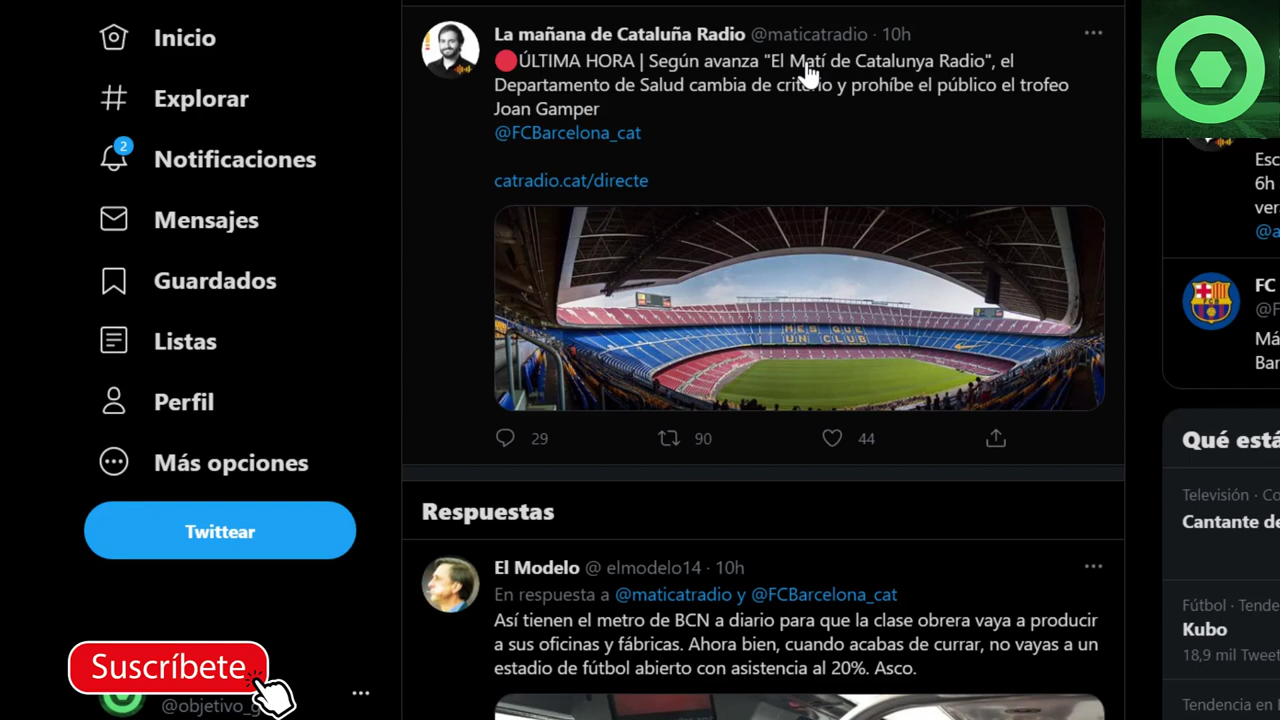 Inicio
Explorar
2
Notificaciones
Mensajes
Guardados
Listas
Perfil
Más opciones
Twittear
Suscríbete
La mañana de Cataluña Radio @maticatradio · 10h
ÚLTIMA HORA | Según avanza "El Matí de Catalunya Radio", el
Departamento de Salud cambia de criterio y prohíbe el público el trofeo
Joan Gamper
@FCBarcelona_cat
catradio.cat/directe
MES QUE
UN CLUB
29 90 44
Respuestas
El Modelo @ elmodelo14 · 10h
En respuesta a @maticatradio y @FCBarcelona_cat
Así tienen el metro de BCN a diario para que la clase obrera vaya a producir
a sus oficinas y fábricas. Ahora bien, cuando acabas de currar, no vayas a un
estadio de fútbol abierto con asistencia al 20%. Asco.
Esc
6h
ver
@a
FC
@F
Má
Bar
Qué está
Televisión · Co
Cantante de
Fútbol · Tende
Kubo
18,9 mil Tweet
Tendencia en